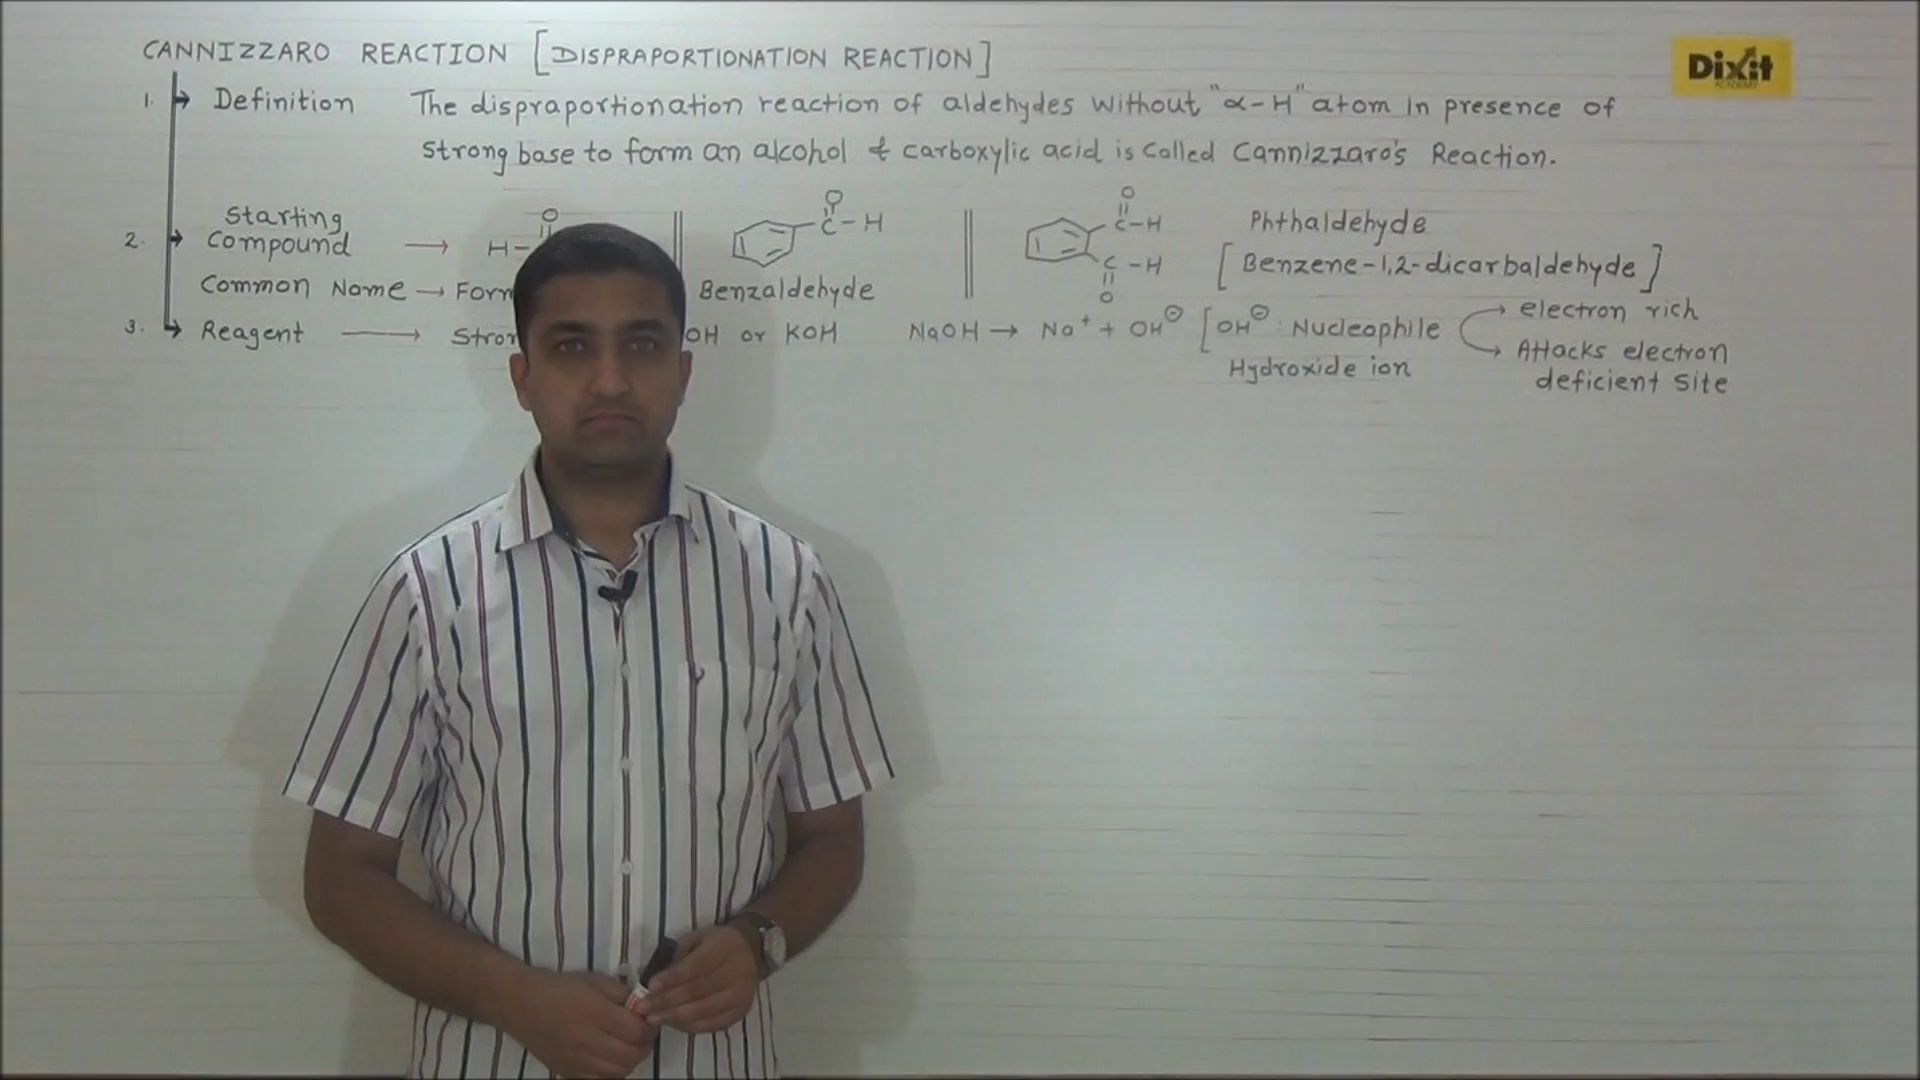 CANNIZZARO REACTION [DISPRAPORTIONATION REACTION]
Dixit
ACADEMY
1. → Definition The dispraportionation reaction of aldehydes without "α-H" atom in presence of
strong base to form an alcohol & carboxylic acid is called Cannizzaro's Reaction.
2. → Starting compound → H- O || C-H || O || C-H C-H || O Phthaldehyde
[Benzene-1,2-dicarbaldehyde]
Common Name → Benzaldehyde
3. → Reagent → OH or KOH NaOH → Na⁺ + OH⊖ [OH⊖ : Nucleophile → electron rich
Hydroxide ion → Attacks electron
deficient site